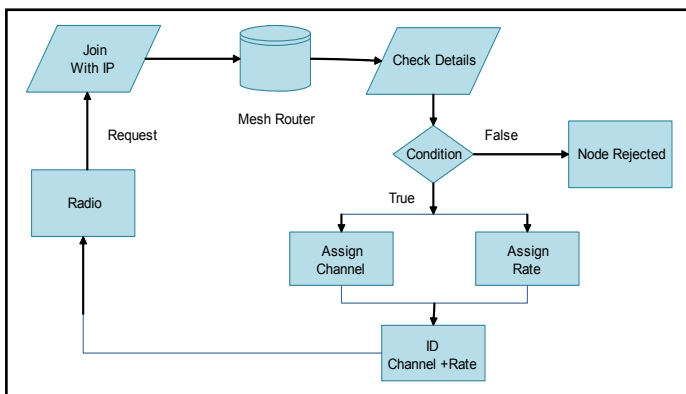 Join
With IP
Check Details
Mesh Router
Request
False
Condition
Node Rejected
Radio
True
Assign
Channel
Assign
Rate
ID
Channel +Rate